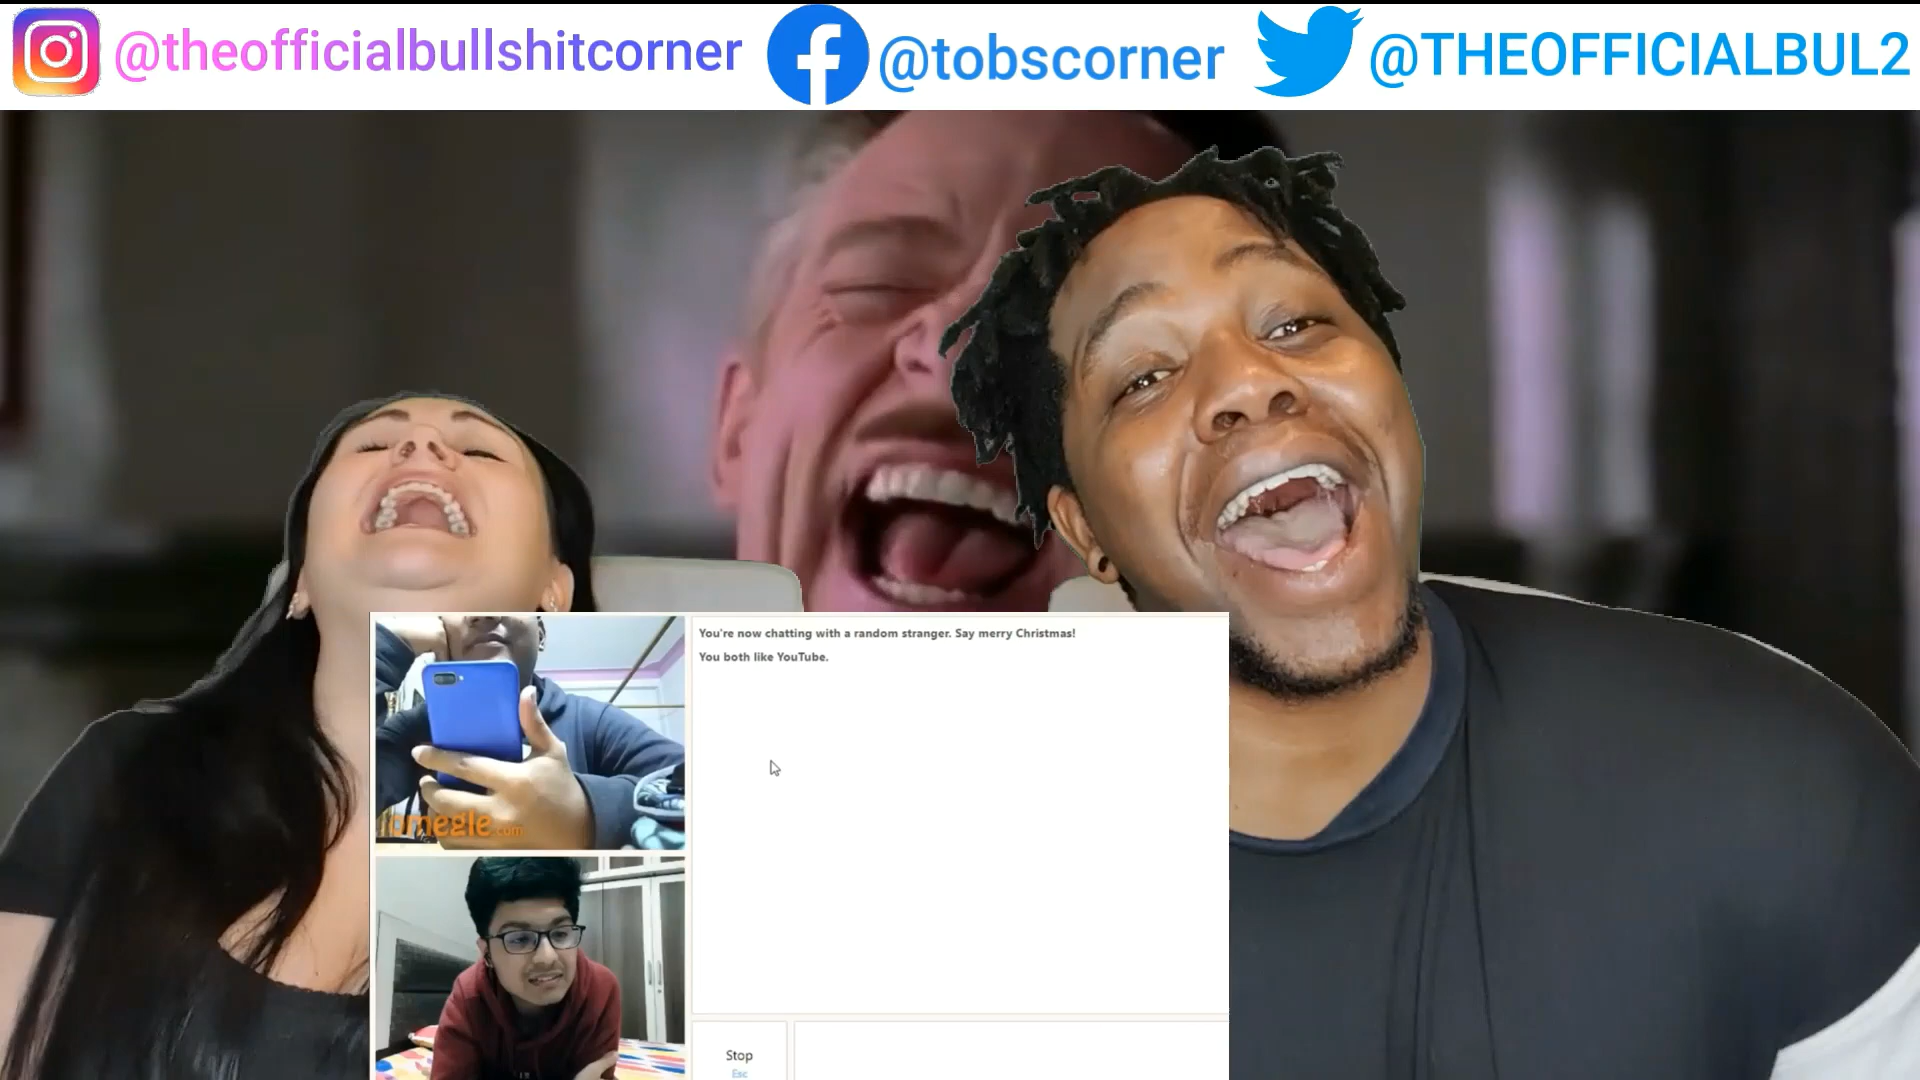 @theofficialbullshitcorner @tobscorner @THEOFFICIALBUL2
You're now chatting with a random stranger. Say merry Christmas!
You both like YouTube.
omegle.com
Stop
Esc